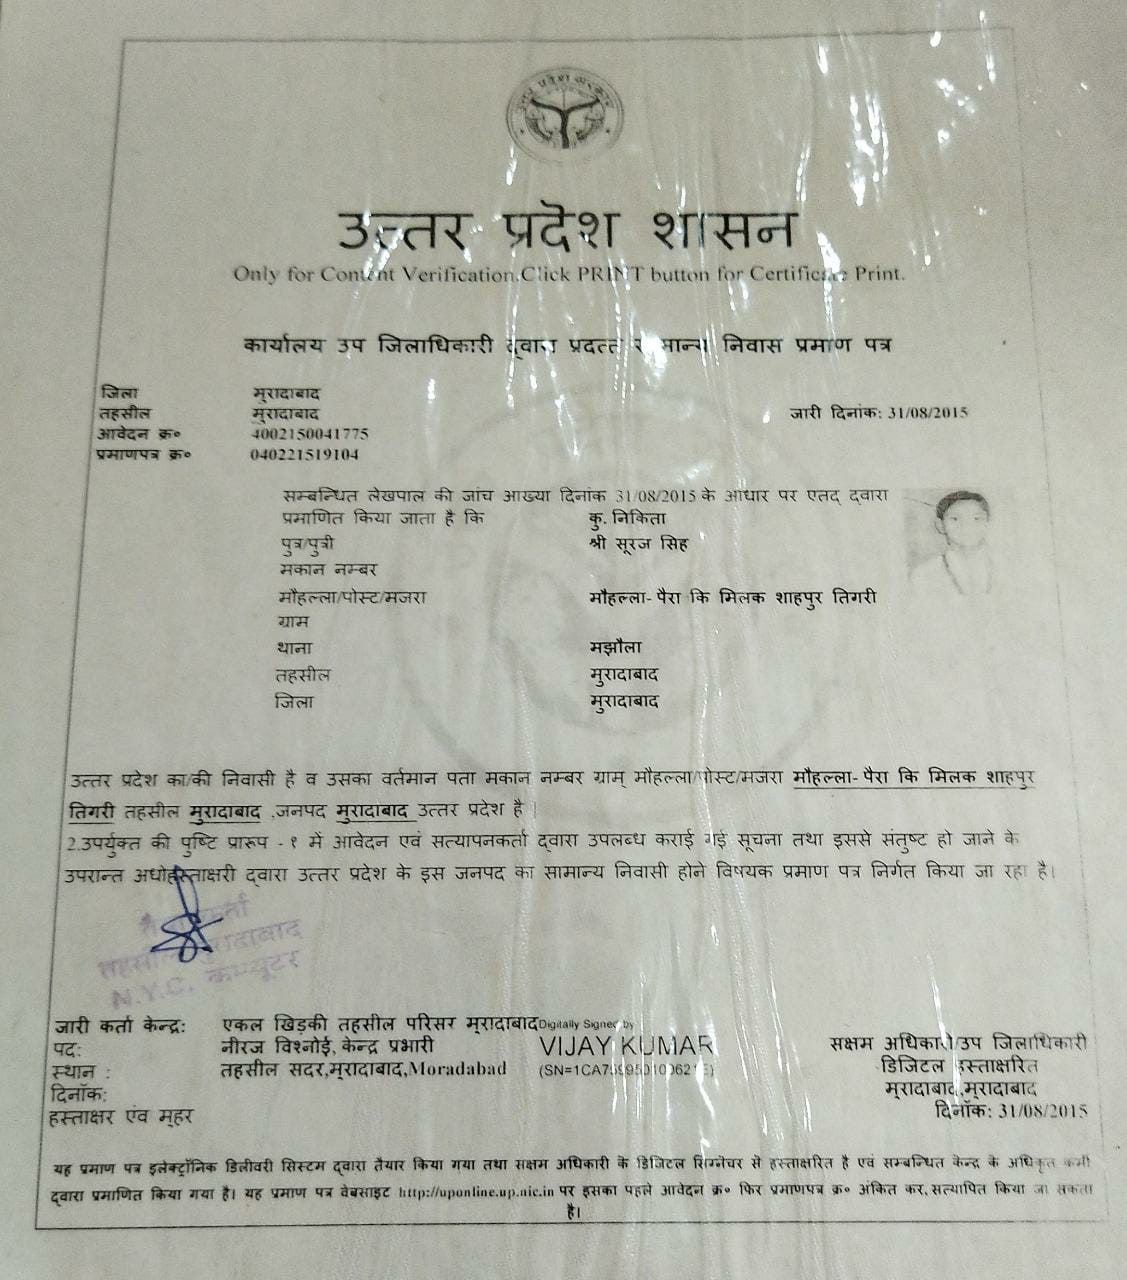 उत्तर प्रदेश सरकार
उत्तर प्रदेश शासन
Only for Content Verification.Click PRINT button for Certificate Print.
कार्यालय उप जिलाधिकारी द्वारा प्रदत्त सामान्य निवास प्रमाण पत्र
जिला मुरादाबाद
तहसील मुरादाबाद जारी दिनांक: 31/08/2015
आवेदन क्र० 4002150041775
प्रमाणपत्र क्र० 040221519104
सम्बन्धित लेखपाल की जांच आख्या दिनांक 31/08/2015 के आधार पर एतद् द्वारा
प्रमाणित किया जाता है कि कु. निकिता
पुत्र/पुत्री श्री सूरज सिह
मकान नम्बर
मौहल्ला/पोस्ट/मजरा मौहल्ला- पैरा कि मिलक शाहपुर तिगरी
ग्राम
थाना मझौला
तहसील मुरादाबाद
जिला मुरादाबाद
उत्तर प्रदेश का/की निवासी है व उसका वर्तमान पता मकान नम्बर ग्राम् मौहल्ला/पोस्ट/मजरा मौहल्ला- पैरा कि मिलक शाहपुर
तिगरी तहसील मुरादाबाद ,जनपद मुरादाबाद उत्तर प्रदेश है |
2.उपर्युक्त की पुष्टि प्रारूप - १ में आवेदन एवं सत्यापनकर्ता द्वारा उपलब्ध कराई गई सूचना तथा इससे संतुष्ट हो जाने के
उपरान्त अधोहस्ताक्षरी द्वारा उत्तर प्रदेश के इस जनपद का सामान्य निवासी होने विषयक प्रमाण पत्र निर्गत किया जा रहा है।
तहसील मुरादाबाद
N.Y.C. कम्प्यूटर
जारी कर्ता केन्द्र: एकल खिड़की तहसील परिसर मुरादाबाद Digitally Signed by
पद: नीरज विश्नोई, केन्द्र प्रभारी VIJAY KUMAR सक्षम अधिकारी/उप जिलाधिकारी
स्थान : तहसील सदर,मुरादाबाद,Moradabad डिजिटल हस्ताक्षरित
दिनॉक: मुरादाबाद,मुरादाबाद
हस्ताक्षर एंव मुहर दिनॉक: 31/08/2015
यह प्रमाण पत्र इलेक्ट्रॉनिक डिलीवरी सिस्टम द्वारा तैयार किया गया तथा सक्षम अधिकारी के डिजिटल सिग्नेचर से हस्ताक्षरित है एवं सम्बन्धित केन्द्र के अधिकृत कर्मी
द्वारा प्रमाणित किया गया है। यह प्रमाण पत्र वेबसाइट http://uponline.up.nic.in पर इसका पहले आवेदन क्र० फिर प्रमाणपत्र क्र० अंकित कर, सत्यापित किया जा सकता
है।